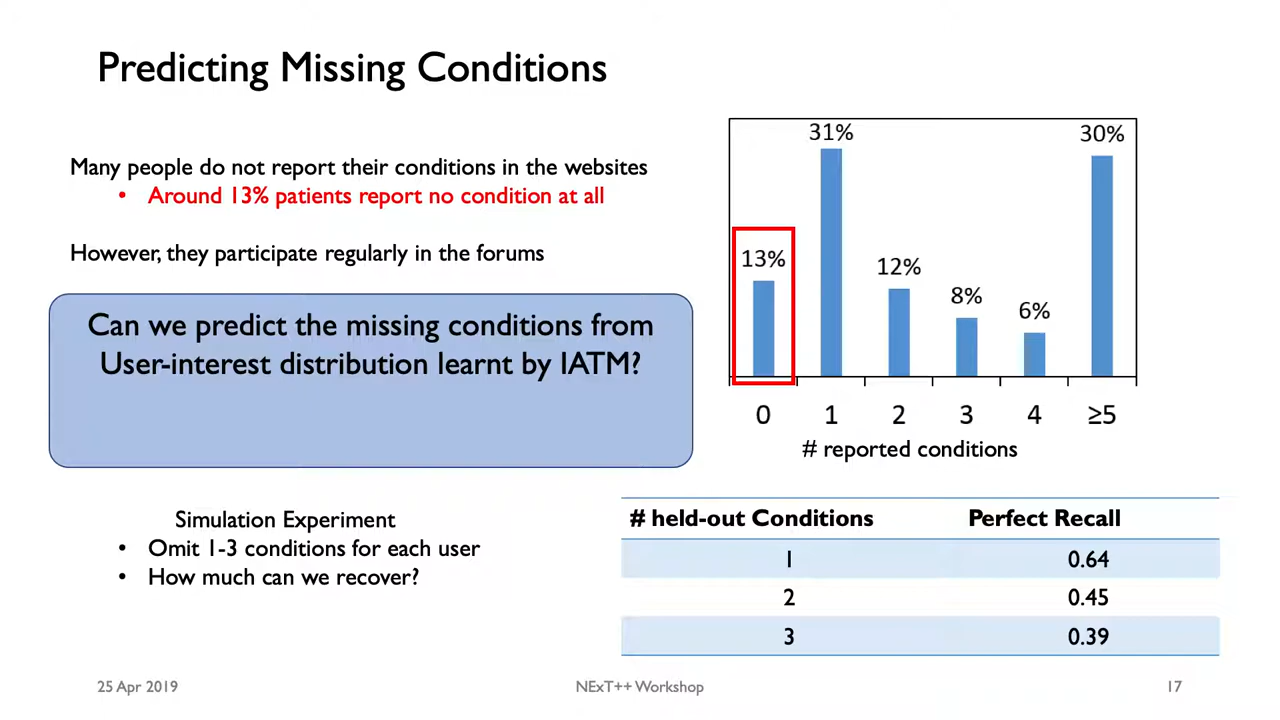 Predicting Missing Conditions
Many people do not report their conditions in the websites
• Around 13% patients report no condition at all
However, they participate regularly in the forums
Can we predict the missing conditions from
User-interest distribution learnt by IATM?
Simulation Experiment
• Omit 1-3 conditions for each user
• How much can we recover?
13%
31%
12%
8%
6%
30%
0 1 2 3 4 ≥5
# reported conditions
# held-out Conditions Perfect Recall
1 0.64
2 0.45
3 0.39
25 Apr 2019 NExT++ Workshop 17